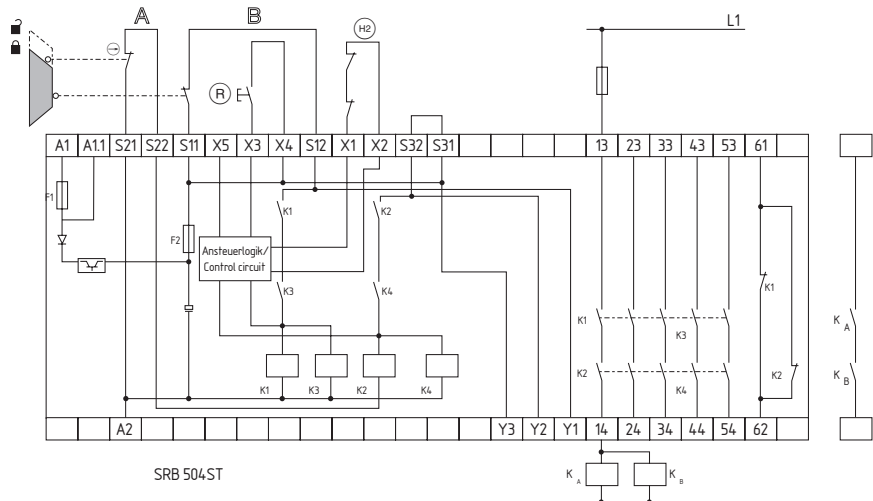 A B L1
H2
R
A1 A1.1 S21 S22 S11 X5 X3 X4 S12 X1 X2 S32 S31 13 23 33 43 53 61
F1
K1 K2
F2
Ansteuerlogik/
Control circuit
K1
K3 K4
K1 K3 K A
K2 K4 K2 K B
K1 K3 K2 K4
A2 Y3 Y2 Y1 14 24 34 44 54 62
SRB 504ST
K A K B